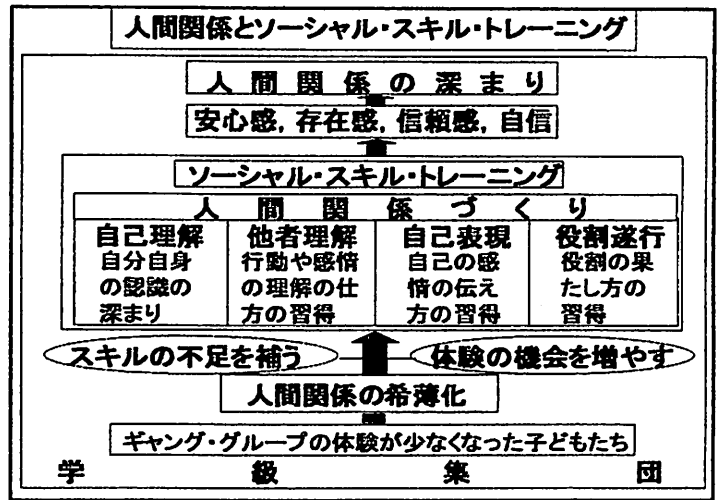 人間関係とソーシャル・スキル・トレーニング
人間関係の深まり
安心感,存在感,信頼感,自信
ソーシャル・スキル・トレーニング
人間関係づくり
自己理解
自分自身
の認識の
深まり
他者理解
行動や感情
の理解の仕
方の習得
自己表現
自己の感
情の伝え
方の習得
役割遂行
役割の果
たし方の
習得
スキルの不足を補う
体験の機会を増やす
人間関係の希薄化
ギャング・グループの体験が少なくなった子どもたち
学級集団